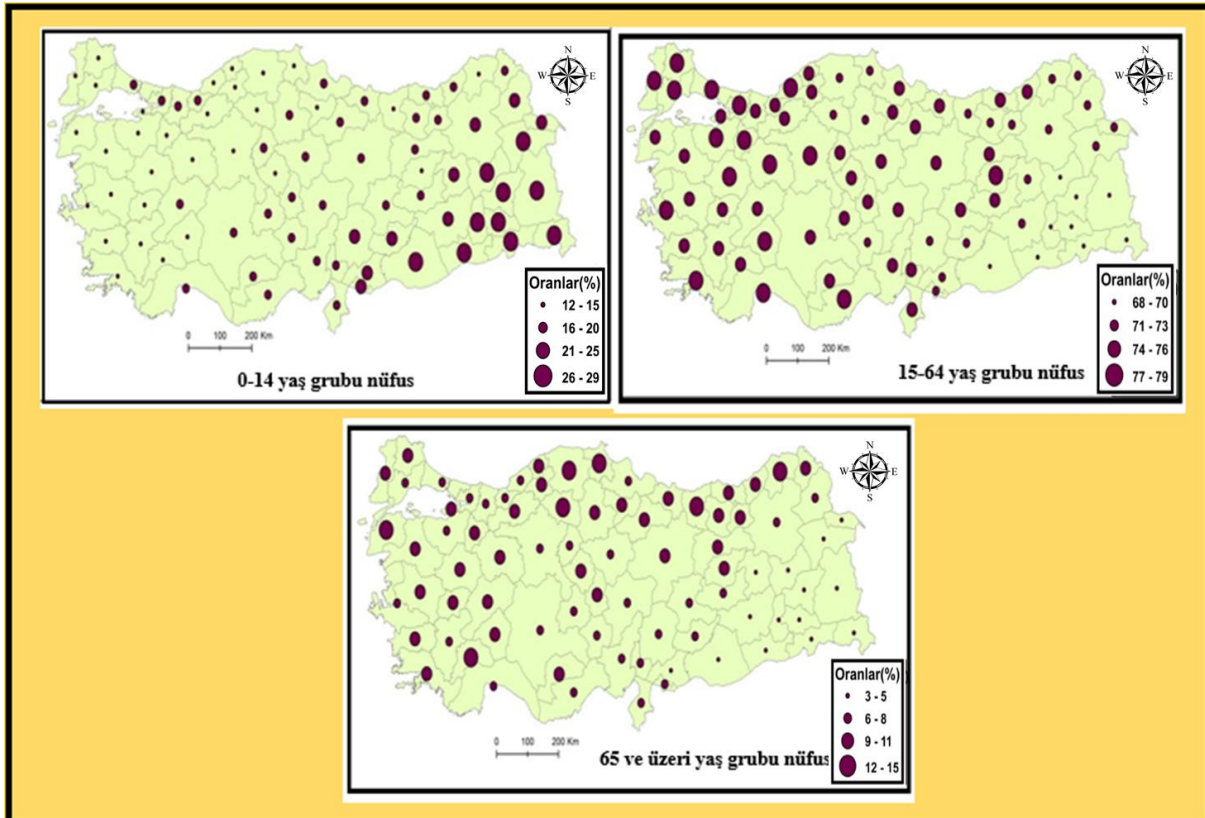 N
W E
S
Oranlar(%)
12 - 15
16 - 20
21 - 25
26 - 29
0 100 200 Km
0-14 yaş grubu nüfus
N
W E
S
Oranlar(%)
68 - 70
71 - 73
74 - 76
77 - 79
0 100 200 Km
15-64 yaş grubu nüfus
N
W E
S
Oranlar(%)
3 - 5
6 - 8
9 - 11
12 - 15
0 100 200 Km
65 ve üzeri yaş grubu nüfus